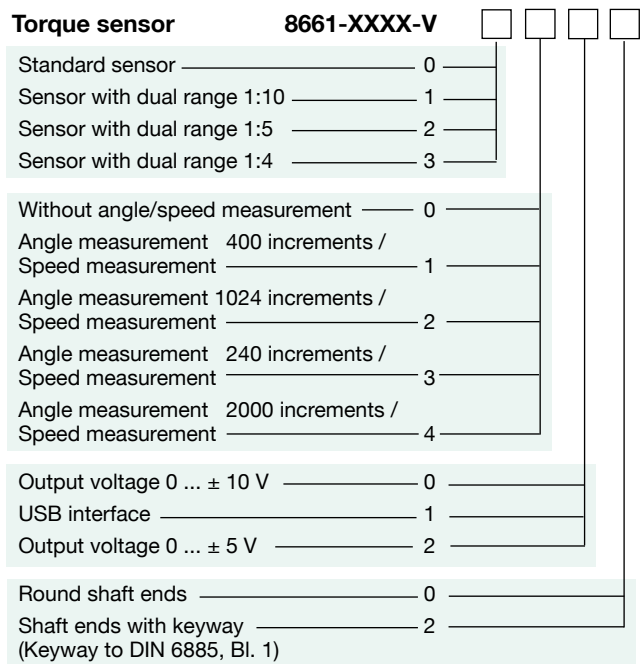 Torque sensor 8661-XXXX-V
Standard sensor 0
Sensor with dual range 1:10 1
Sensor with dual range 1:5 2
Sensor with dual range 1:4 3
Without angle/speed measurement 0
Angle measurement 400 increments /
Speed measurement 1
Angle measurement 1024 increments /
Speed measurement 2
Angle measurement 240 increments /
Speed measurement 3
Angle measurement 2000 increments /
Speed measurement 4
Output voltage 0 ... ± 10 V 0
USB interface 1
Output voltage 0 ... ± 5 V 2
Round shaft ends 0
Shaft ends with keyway 2
(Keyway to DIN 6885, Bl. 1)